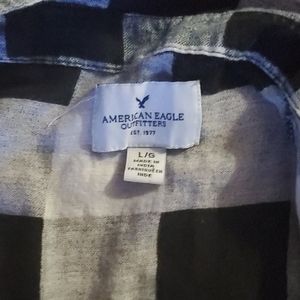 AMERICAN EAGLE
OUTFITTERS
EST. 1977
L/G
MADE IN
INDIA
FABRIQUÉ EN
INDE